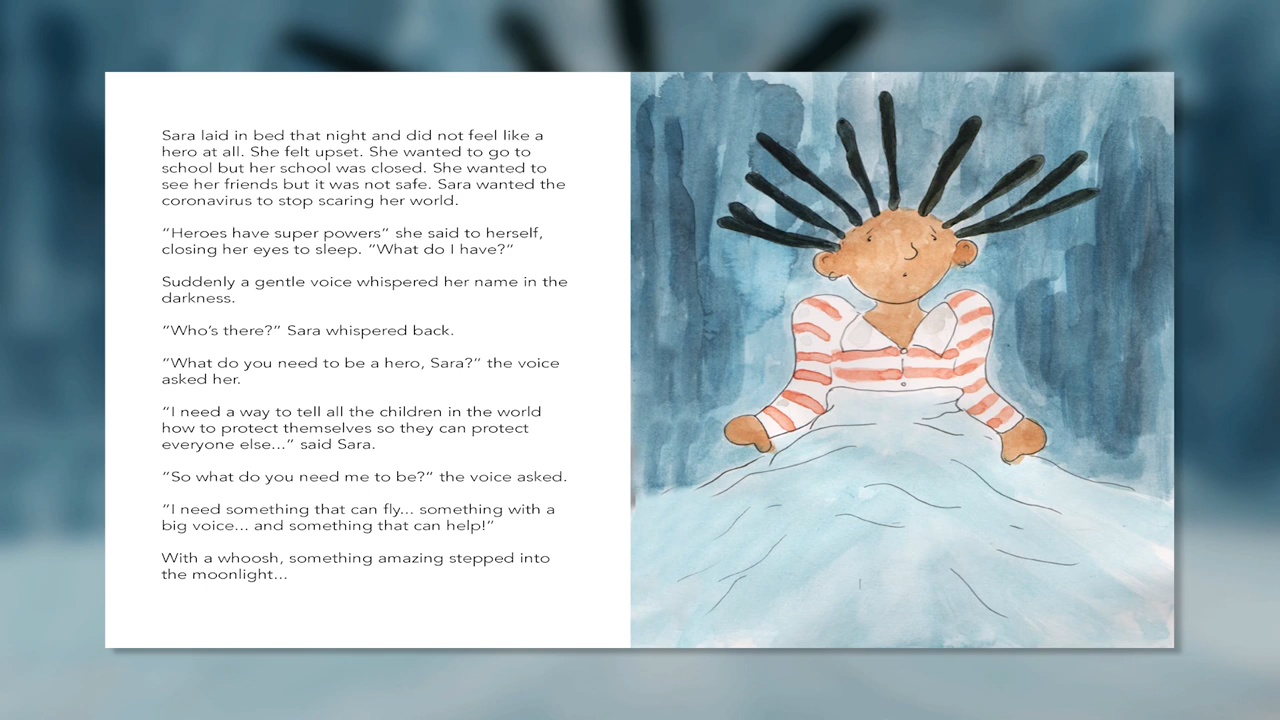 Sara laid in bed that night and did not feel like a
hero at all. She felt upset. She wanted to go to
school but her school was closed. She wanted to
see her friends but it was not safe. Sara wanted the
coronavirus to stop scaring her world.
“Heroes have super powers” she said to herself,
closing her eyes to sleep. “What do I have?”
Suddenly a gentle voice whispered her name in the
darkness.
“Who’s there?” Sara whispered back.
“What do you need to be a hero, Sara?” the voice
asked her.
“I need a way to tell all the children in the world
how to protect themselves so they can protect
everyone else...” said Sara.
“So what do you need me to be?” the voice asked.
“I need something that can fly... something with a
big voice... and something that can help!”
With a whoosh, something amazing stepped into
the moonlight...